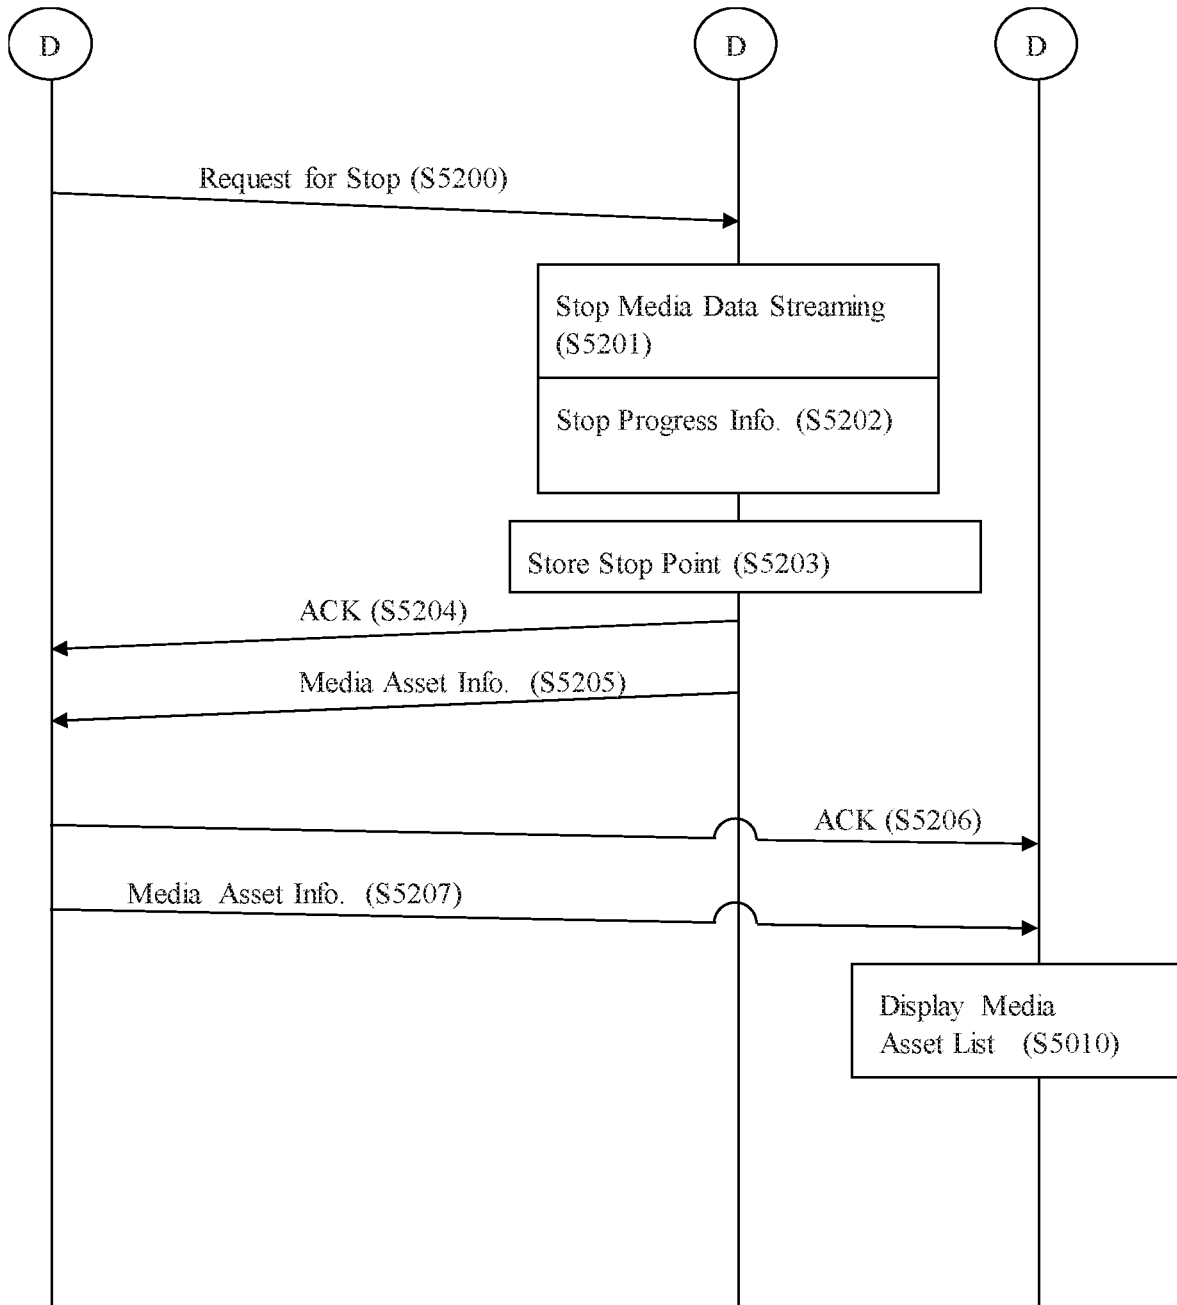 D
D
D
Request for Stop (S5200)
Stop Media Data Streaming
(S5201)
Stop Progress Info. (S5202)
Store Stop Point (S5203)
ACK (S5204)
Media Asset Info. (S5205)
ACK (S5206)
Media Asset Info. (S5207)
Display Media
Asset List (S5010)